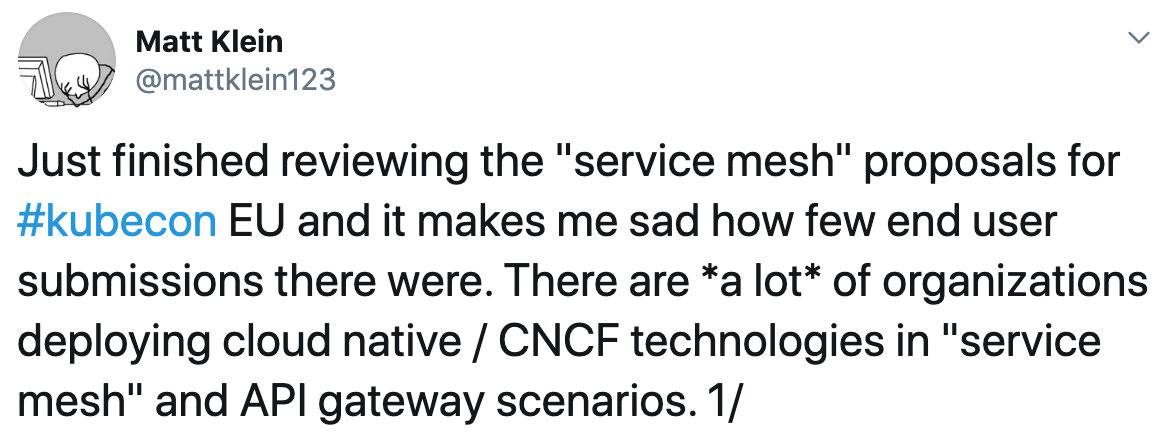 Matt Klein
@mattklein123
Just finished reviewing the "service mesh" proposals for
#kubecon EU and it makes me sad how few end user
submissions there were. There are *a lot* of organizations
deploying cloud native / CNCF technologies in "service
mesh" and API gateway scenarios. 1/